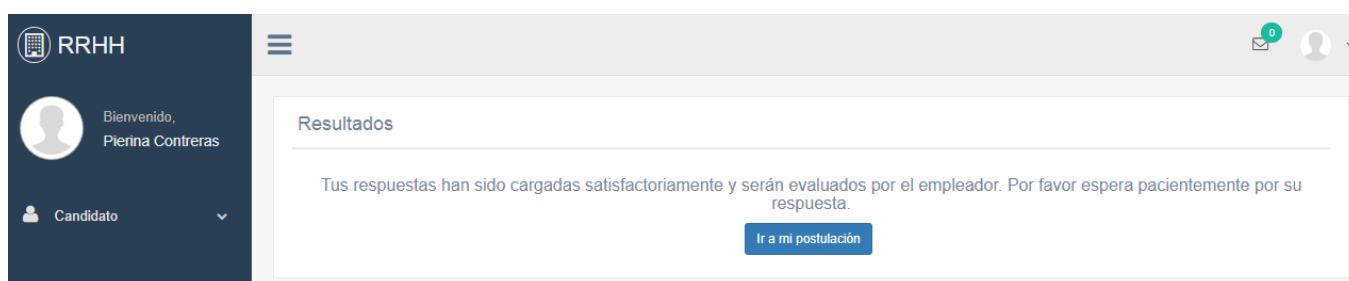 RRHH
0
Bienvenido,
Pierina Contreras
Candidato
Resultados
Tus respuestas han sido cargadas satisfactoriamente y serán evaluados por el empleador. Por favor espera pacientemente por su
respuesta.
Ir a mi postulación